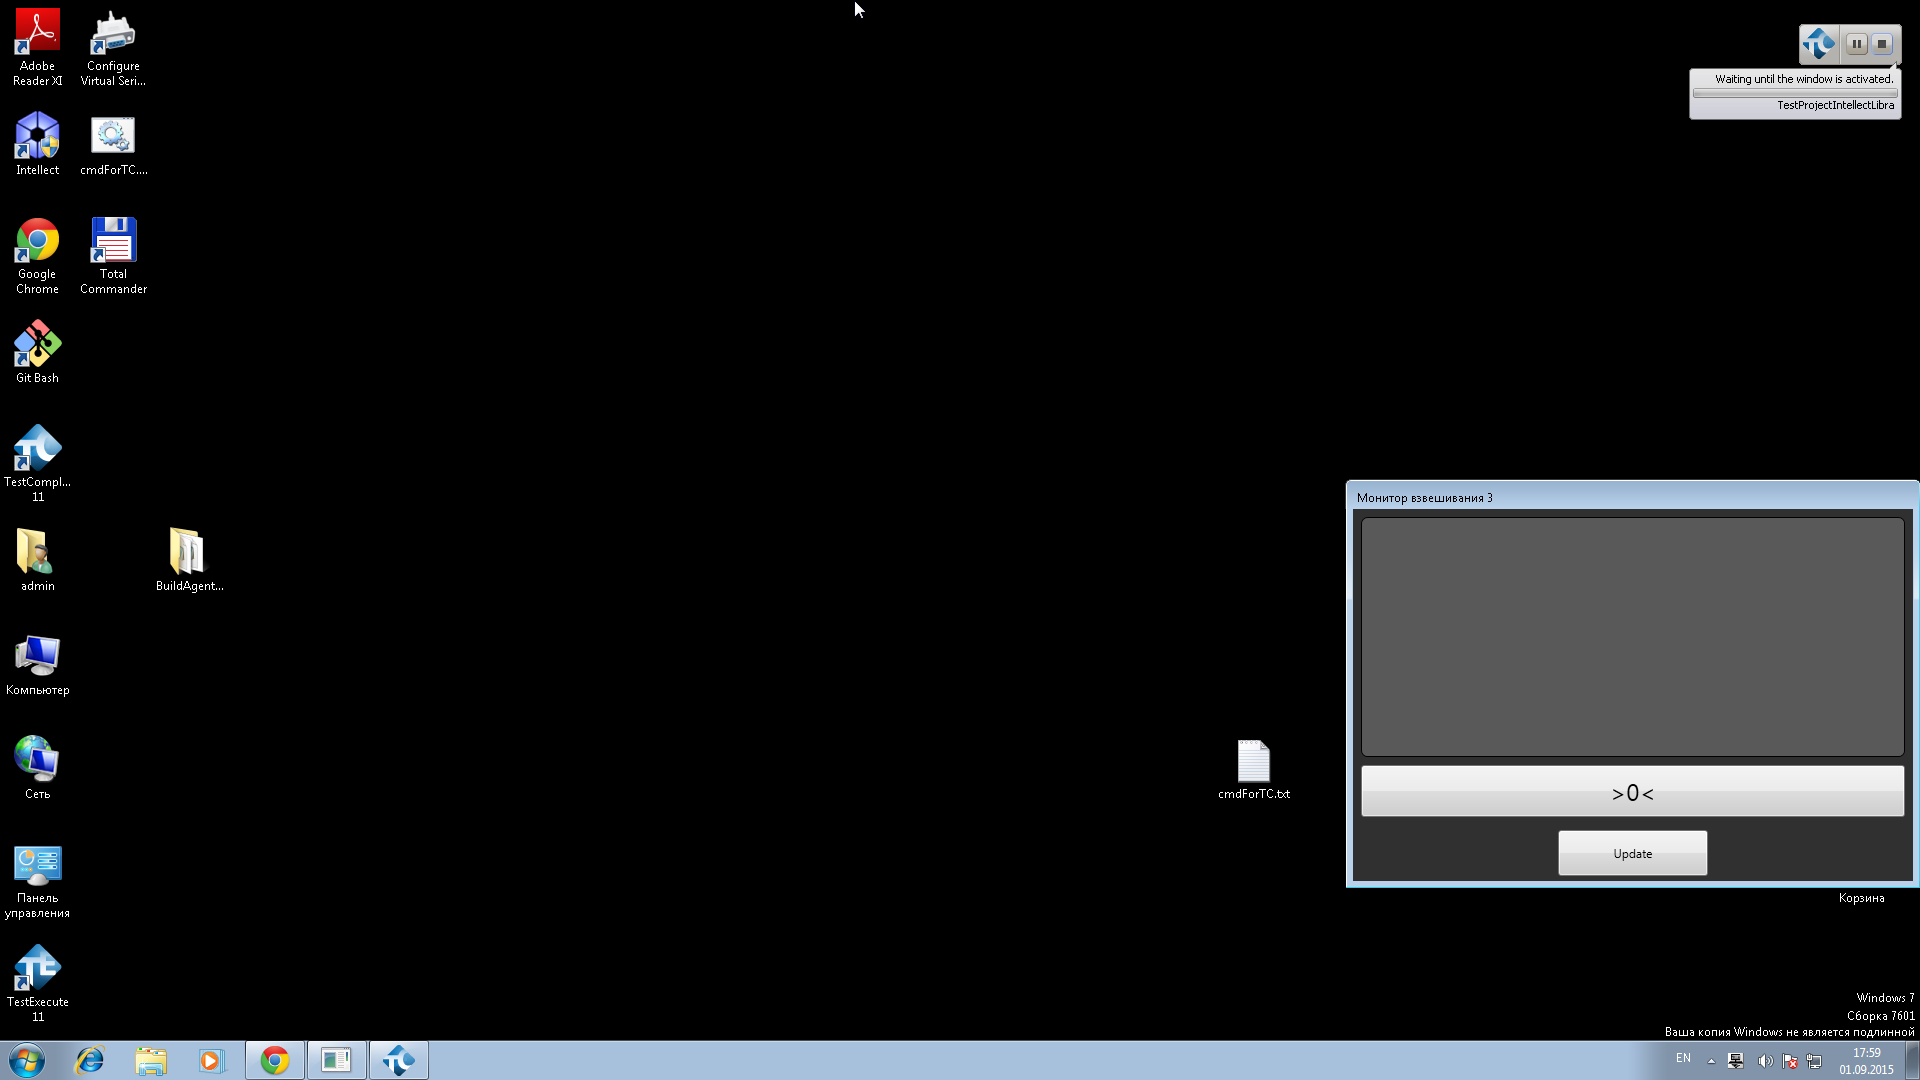 Adobe
Reader XI
Configure
Virtual Seri...
Intellect
cmdForTC....
Google
Chrome
Total
Commander
Git Bash
TestCompl...
11
admin
BuildAgent...
Компьютер
Сеть
Панель
управления
TestExecute
11
Waiting until the window is activated.
TestProjectIntellectLibra
Монитор взвешивания 3
>0<
Update
cmdForTC.txt
Корзина
Windows 7
Сборка 7601
Ваша копия Windows не является подлинной
EN
17:59
01.09.2015